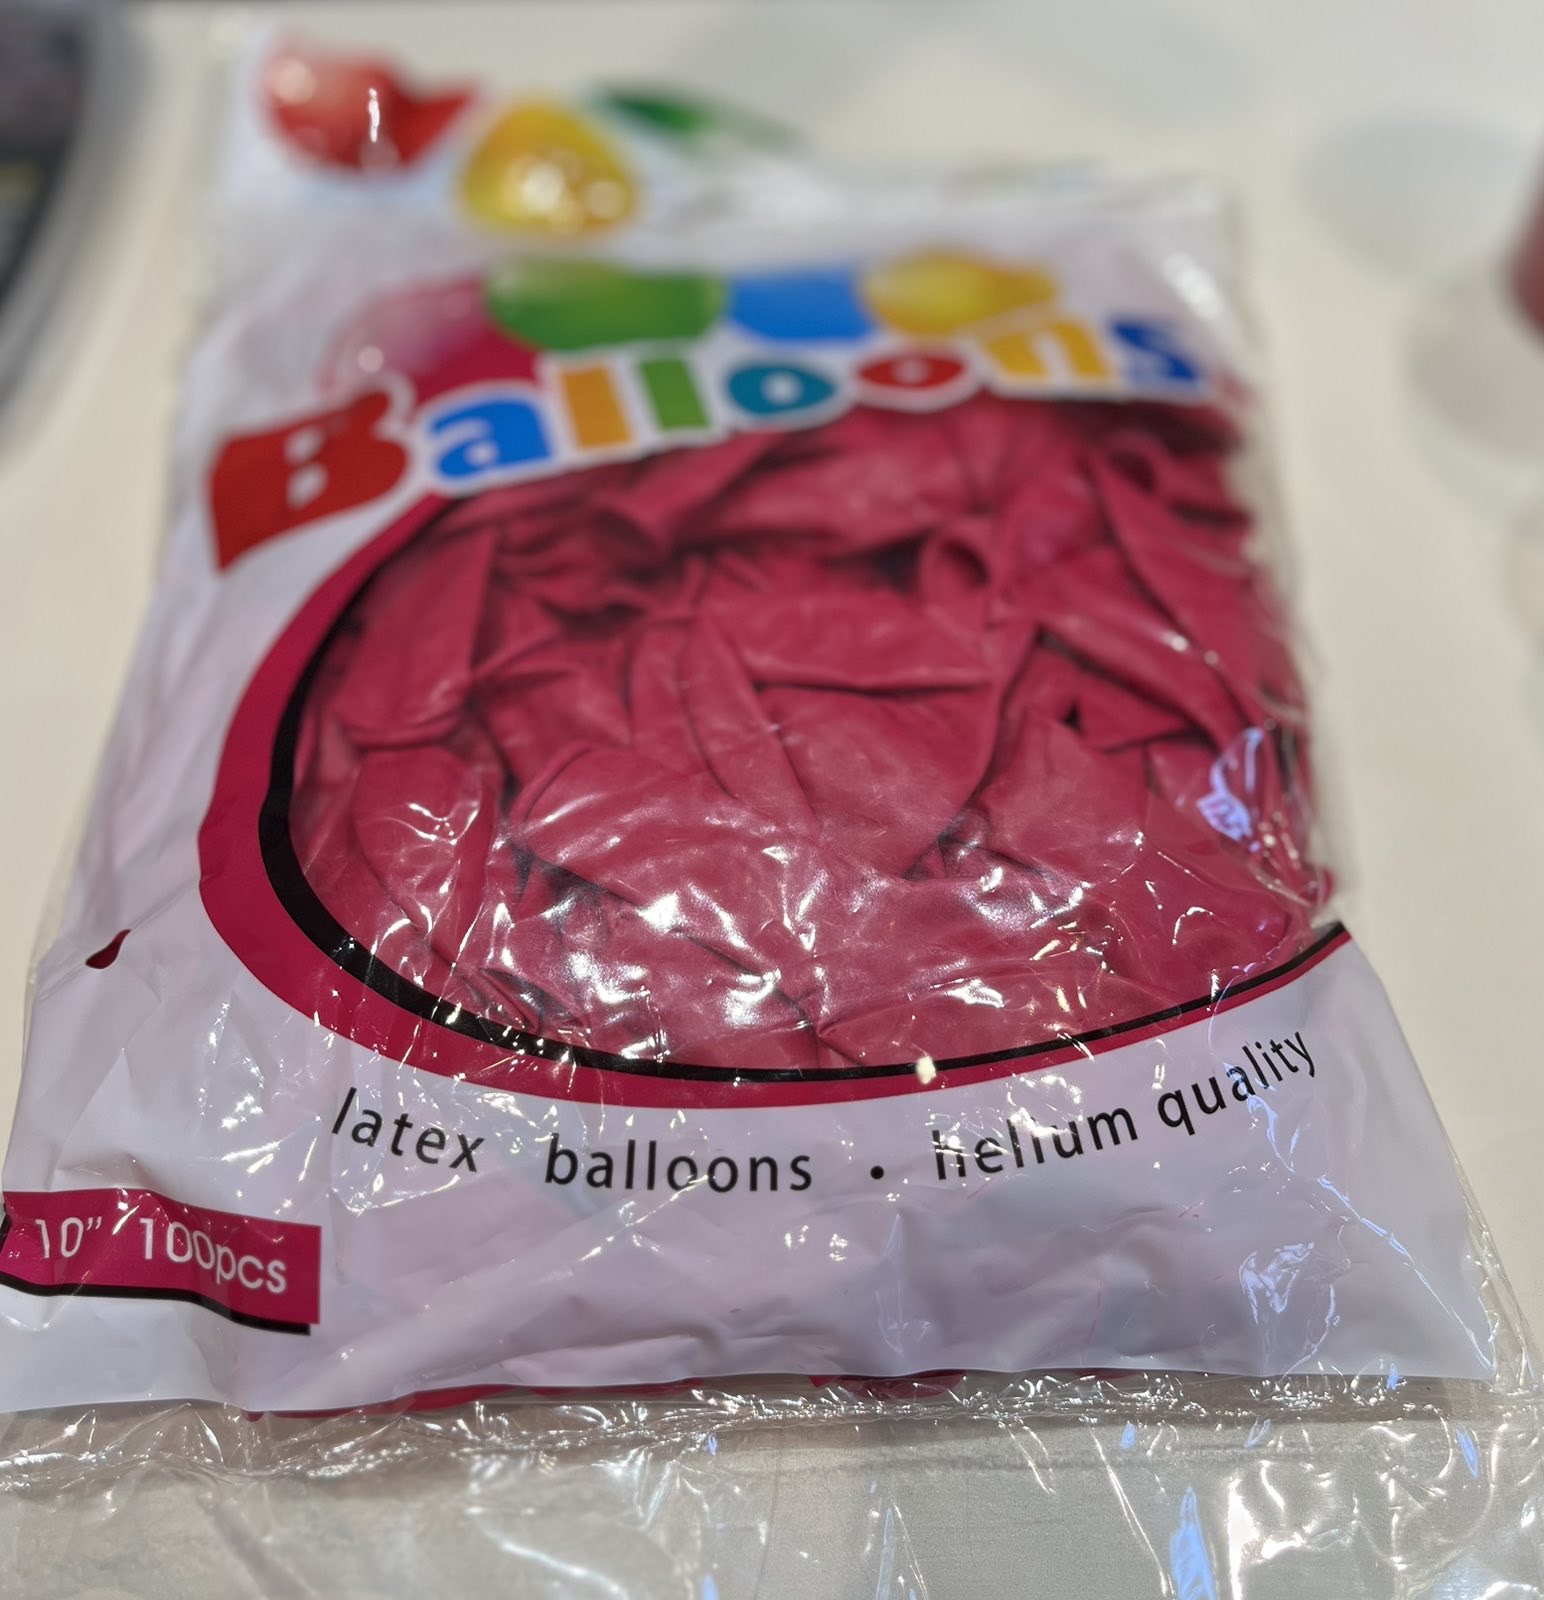 Balloons
latex balloons • helium quality
10” 100pcs